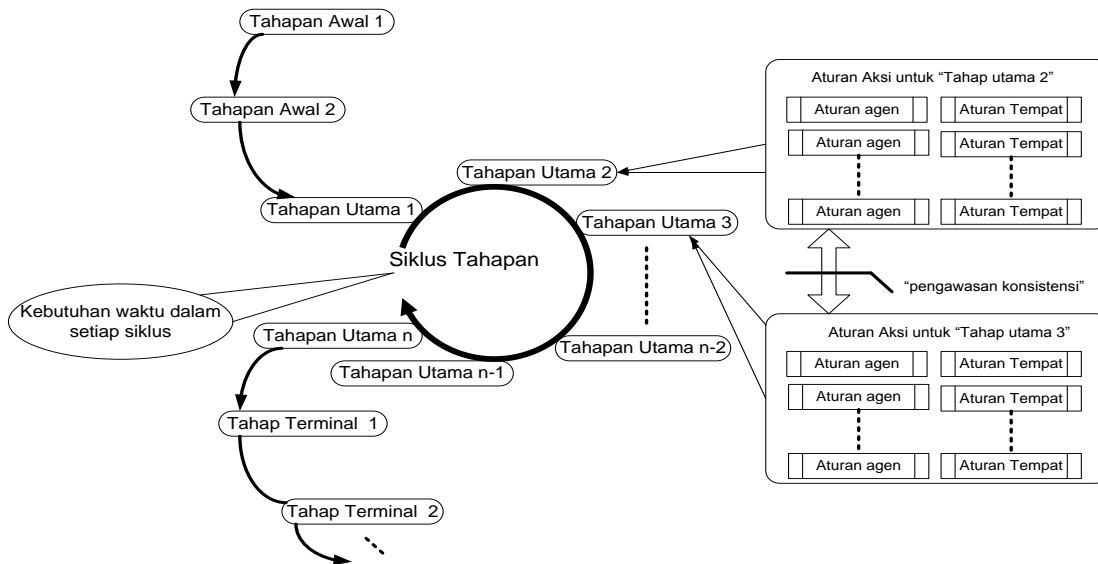 Tahapan Awal 1
Tahapan Awal 2
Tahapan Utama 1
Tahapan Utama 2
Tahapan Utama 3
Siklus Tahapan
Kebutuhan waktu dalam
setiap siklus
Tahapan Utama n-2
Tahapan Utama n-1
Tahapan Utama n
Tahap Terminal 1
Tahap Terminal 2
Aturan Aksi untuk “Tahap utama 2”
Aturan agen
Aturan Tempat
Aturan agen
Aturan Tempat
Aturan agen
Aturan Tempat
“pengawasan konsistensi”
Aturan Aksi untuk “Tahap utama 3”
Aturan agen
Aturan Tempat
Aturan agen
Aturan Tempat
Aturan agen
Aturan Tempat